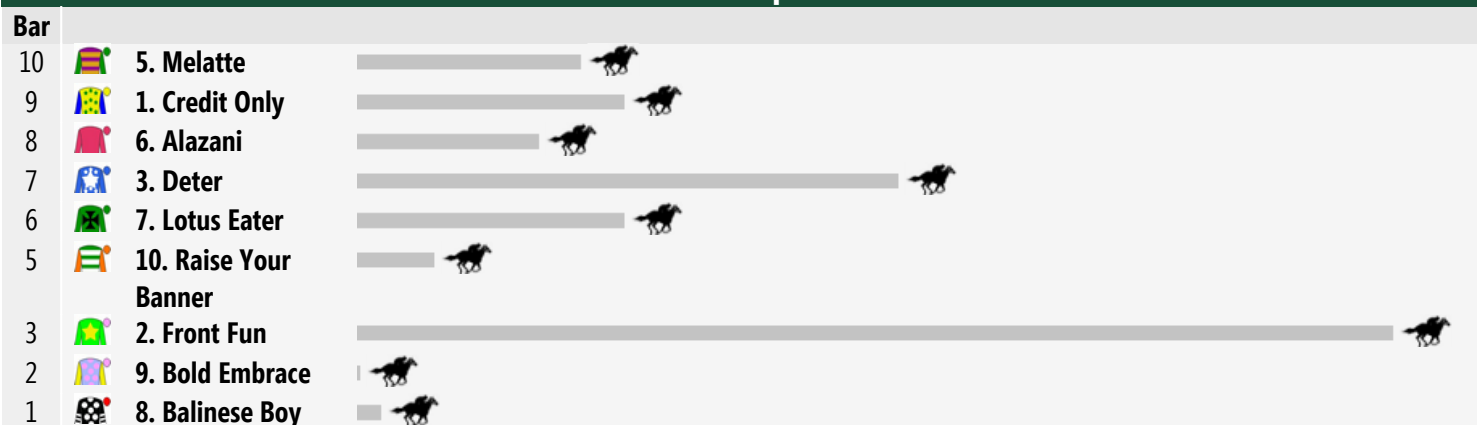 Bar
10 5. Melatte
9 1. Credit Only
8 6. Alazani
7 3. Deter
6 7. Lotus Eater
5 10. Raise Your
Banner
3 2. Front Fun
2 9. Bold Embrace
1 8. Balinese Boy